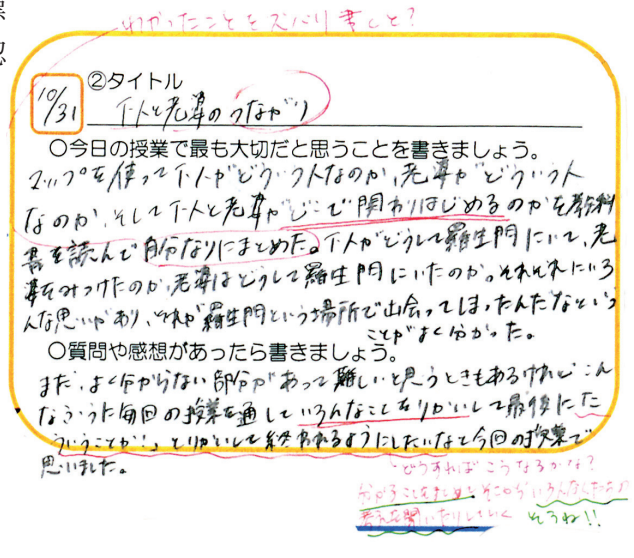 わかったことをズバリ書くと?
10/31
②タイトル
下人と老婆のつながり
○今日の授業で最も大切だと思うことを書きましょう。
マップを使って下人がどういう人なのか、老婆がどういう人
なのか、そして下人と老婆がどこで関わりはじめるのかを教科
書を読んで自分なりにまとめた。下人がどうして羅生門にいて、老
婆をみつけたのか、老婆はどうして羅生門にいたのか。それぞれにいろ
んな思いがあり、それが羅生門という場所で出会ってしまったんだなという
ことがよく分かった。
○質問や感想があったら書きましょう。
まだ、よく分からない部分があって難しいと思うときもあるけれど こん
なふうに毎回の授業を通していろんなことをりかいして最後に
ういうことか!、とりかいして終われるようにしたいなと今回の授業で
思いました。
どうすればこうなるかな?
分かることをまとめて そこから いろんな人たちの
考えを聞いたりしていく
そうね!!